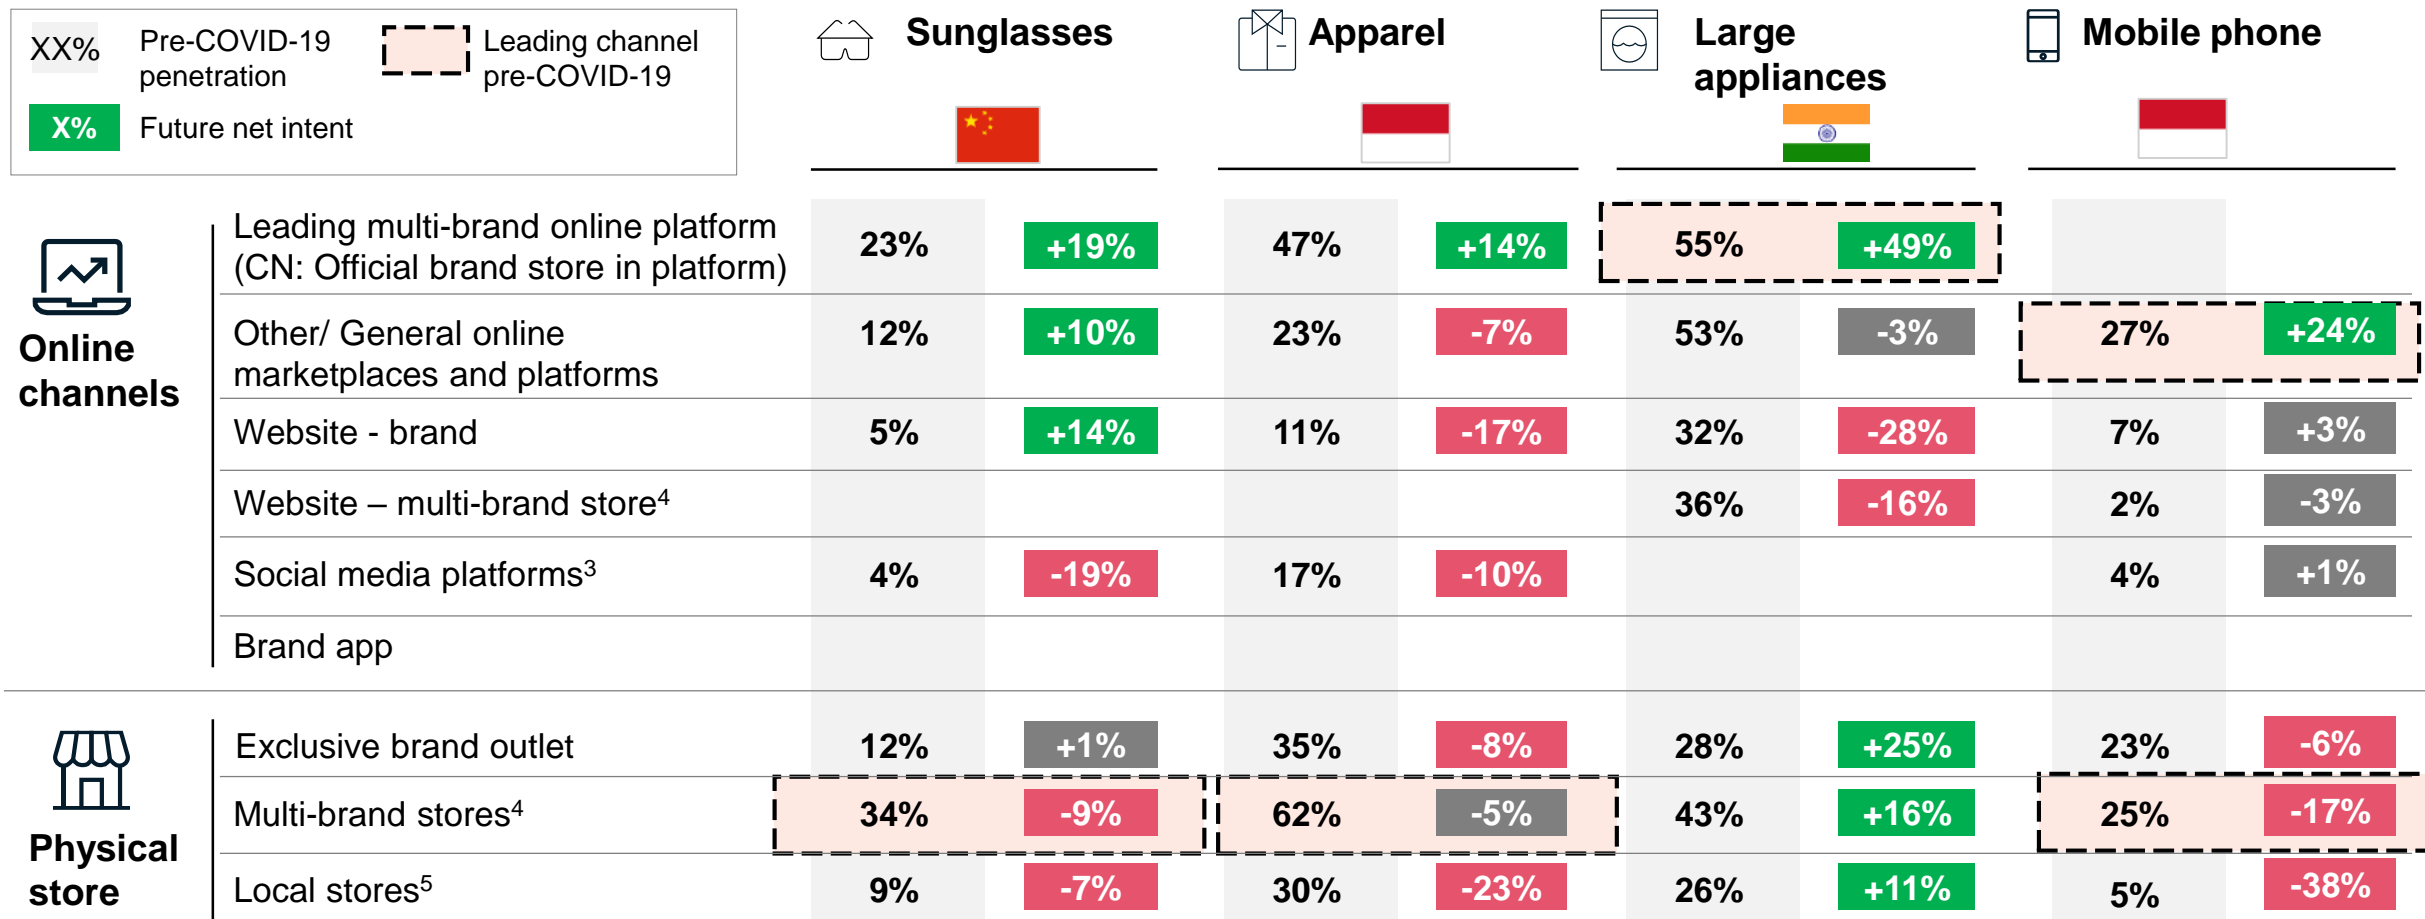 XX% Pre-COVID-19 penetration
Leading channel pre-COVID-19
X% Future net intent
Sunglasses
Apparel
Large appliances
Mobile phone
Online channels
Leading multi-brand online platform
(CN: Official brand store in platform)
23% +19% 47% +14% 55% +49%
Other/ General online
marketplaces and platforms
12% +10% 23% -7% 53% -3% 27% +24%
Website - brand 5% +14% 11% -17% 32% -28% 7% +3%
Website – multi-brand store4 36% -16% 2% -3%
Social media platforms3 4% -19% 17% -10% 4% +1%
Brand app
Physical store
Exclusive brand outlet 12% +1% 35% -8% 28% +25% 23% -6%
Multi-brand stores4 34% -9% 62% -5% 43% +16% 25% -17%
Local stores5 9% -7% 30% -23% 26% +11% 5% -38%